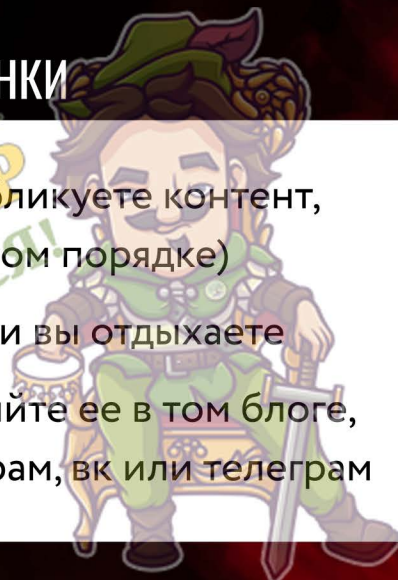 НКИ
ликуете контент,
ом порядке)
и вы отдыхаете
йте ее в том блоге,
рам, вк или телеграм